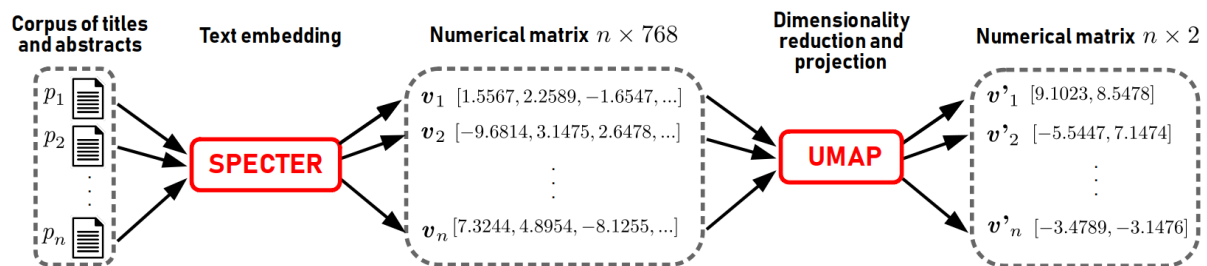 Corpus of titles
and abstracts
p₁
p₂
⋮
pₙ
Text embedding
SPECTER
Numerical matrix n × 768
v₁ [1.5567, 2.2589, −1.6547, ...]
v₂ [−9.6814, 3.1475, 2.6478, ...]
⋮
vₙ [7.3244, 4.8954, −8.1255, ...]
Dimensionality
reduction and
projection
UMAP
Numerical matrix n × 2
v'₁ [9.1023, 8.5478]
v'₂ [−5.5447, 7.1474]
⋮
v'ₙ [−3.4789, −3.1476]